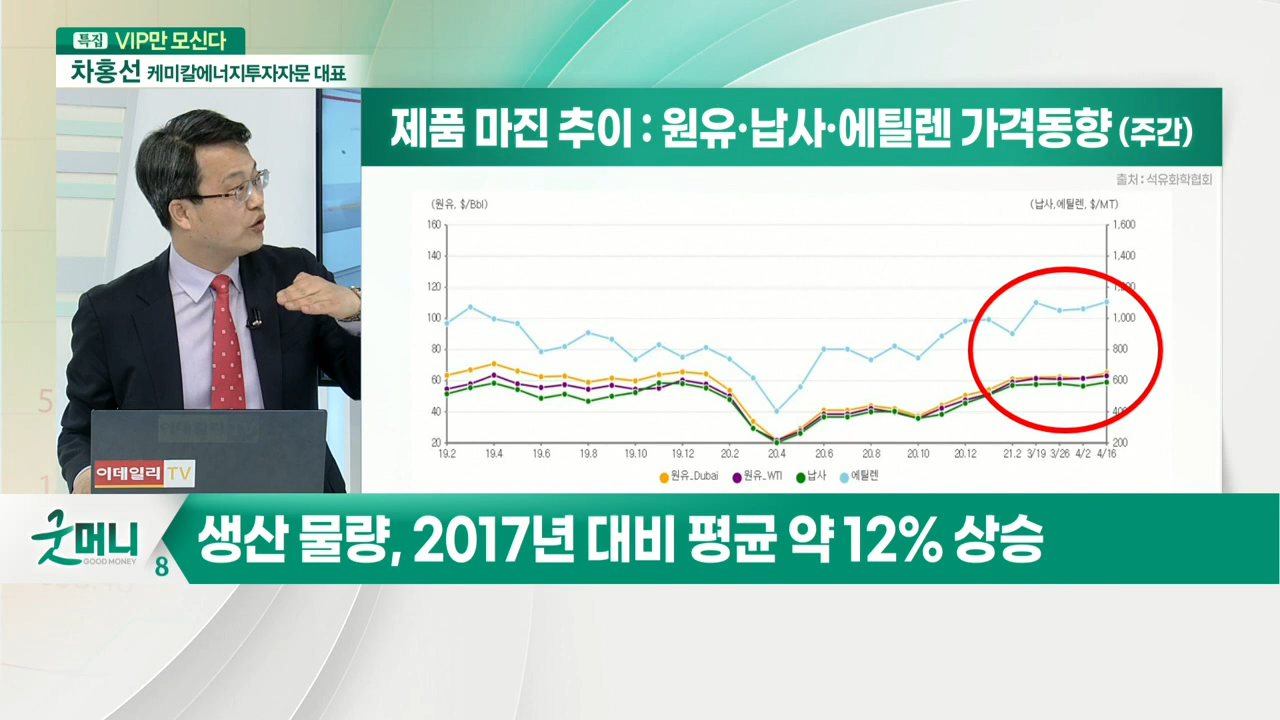 특집 VIP만 모신다
차홍선 케미칼에너지투자자문 대표
제품 마진 추이 : 원유·납사·에틸렌 가격동향 (주간)
출처 : 석유화학협회
(원유, $/Bbl)
(납사,에틸렌, $/MT)
160
140
120
100
80
60
40
20
1,600
1,400
1,200
1,000
800
600
400
200
19.2 19.4 19.6 19.8 19.10 19.12 20.2 20.4 20.6 20.8 20.10 20.12 21.2 3/19 3/26 4/2 4/16
원유_Dubai 원유_WTI 납사 에틸렌
이데일리 TV
굿머니
GOOD MONEY
8
생산 물량, 2017년 대비 평균 약 12% 상승